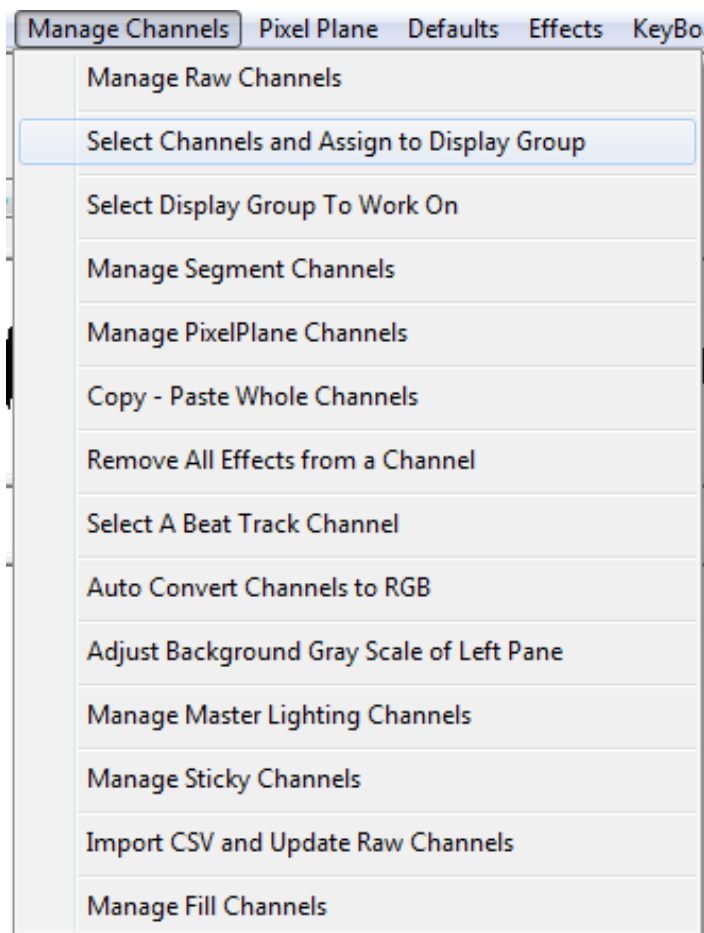 Manage Channels Pixel Plane Defaults Effects KeyBo
Manage Raw Channels
Select Channels and Assign to Display Group
Select Display Group To Work On
Manage Segment Channels
Manage PixelPlane Channels
Copy - Paste Whole Channels
Remove All Effects from a Channel
Select A Beat Track Channel
Auto Convert Channels to RGB
Adjust Background Gray Scale of Left Pane
Manage Master Lighting Channels
Manage Sticky Channels
Import CSV and Update Raw Channels
Manage Fill Channels